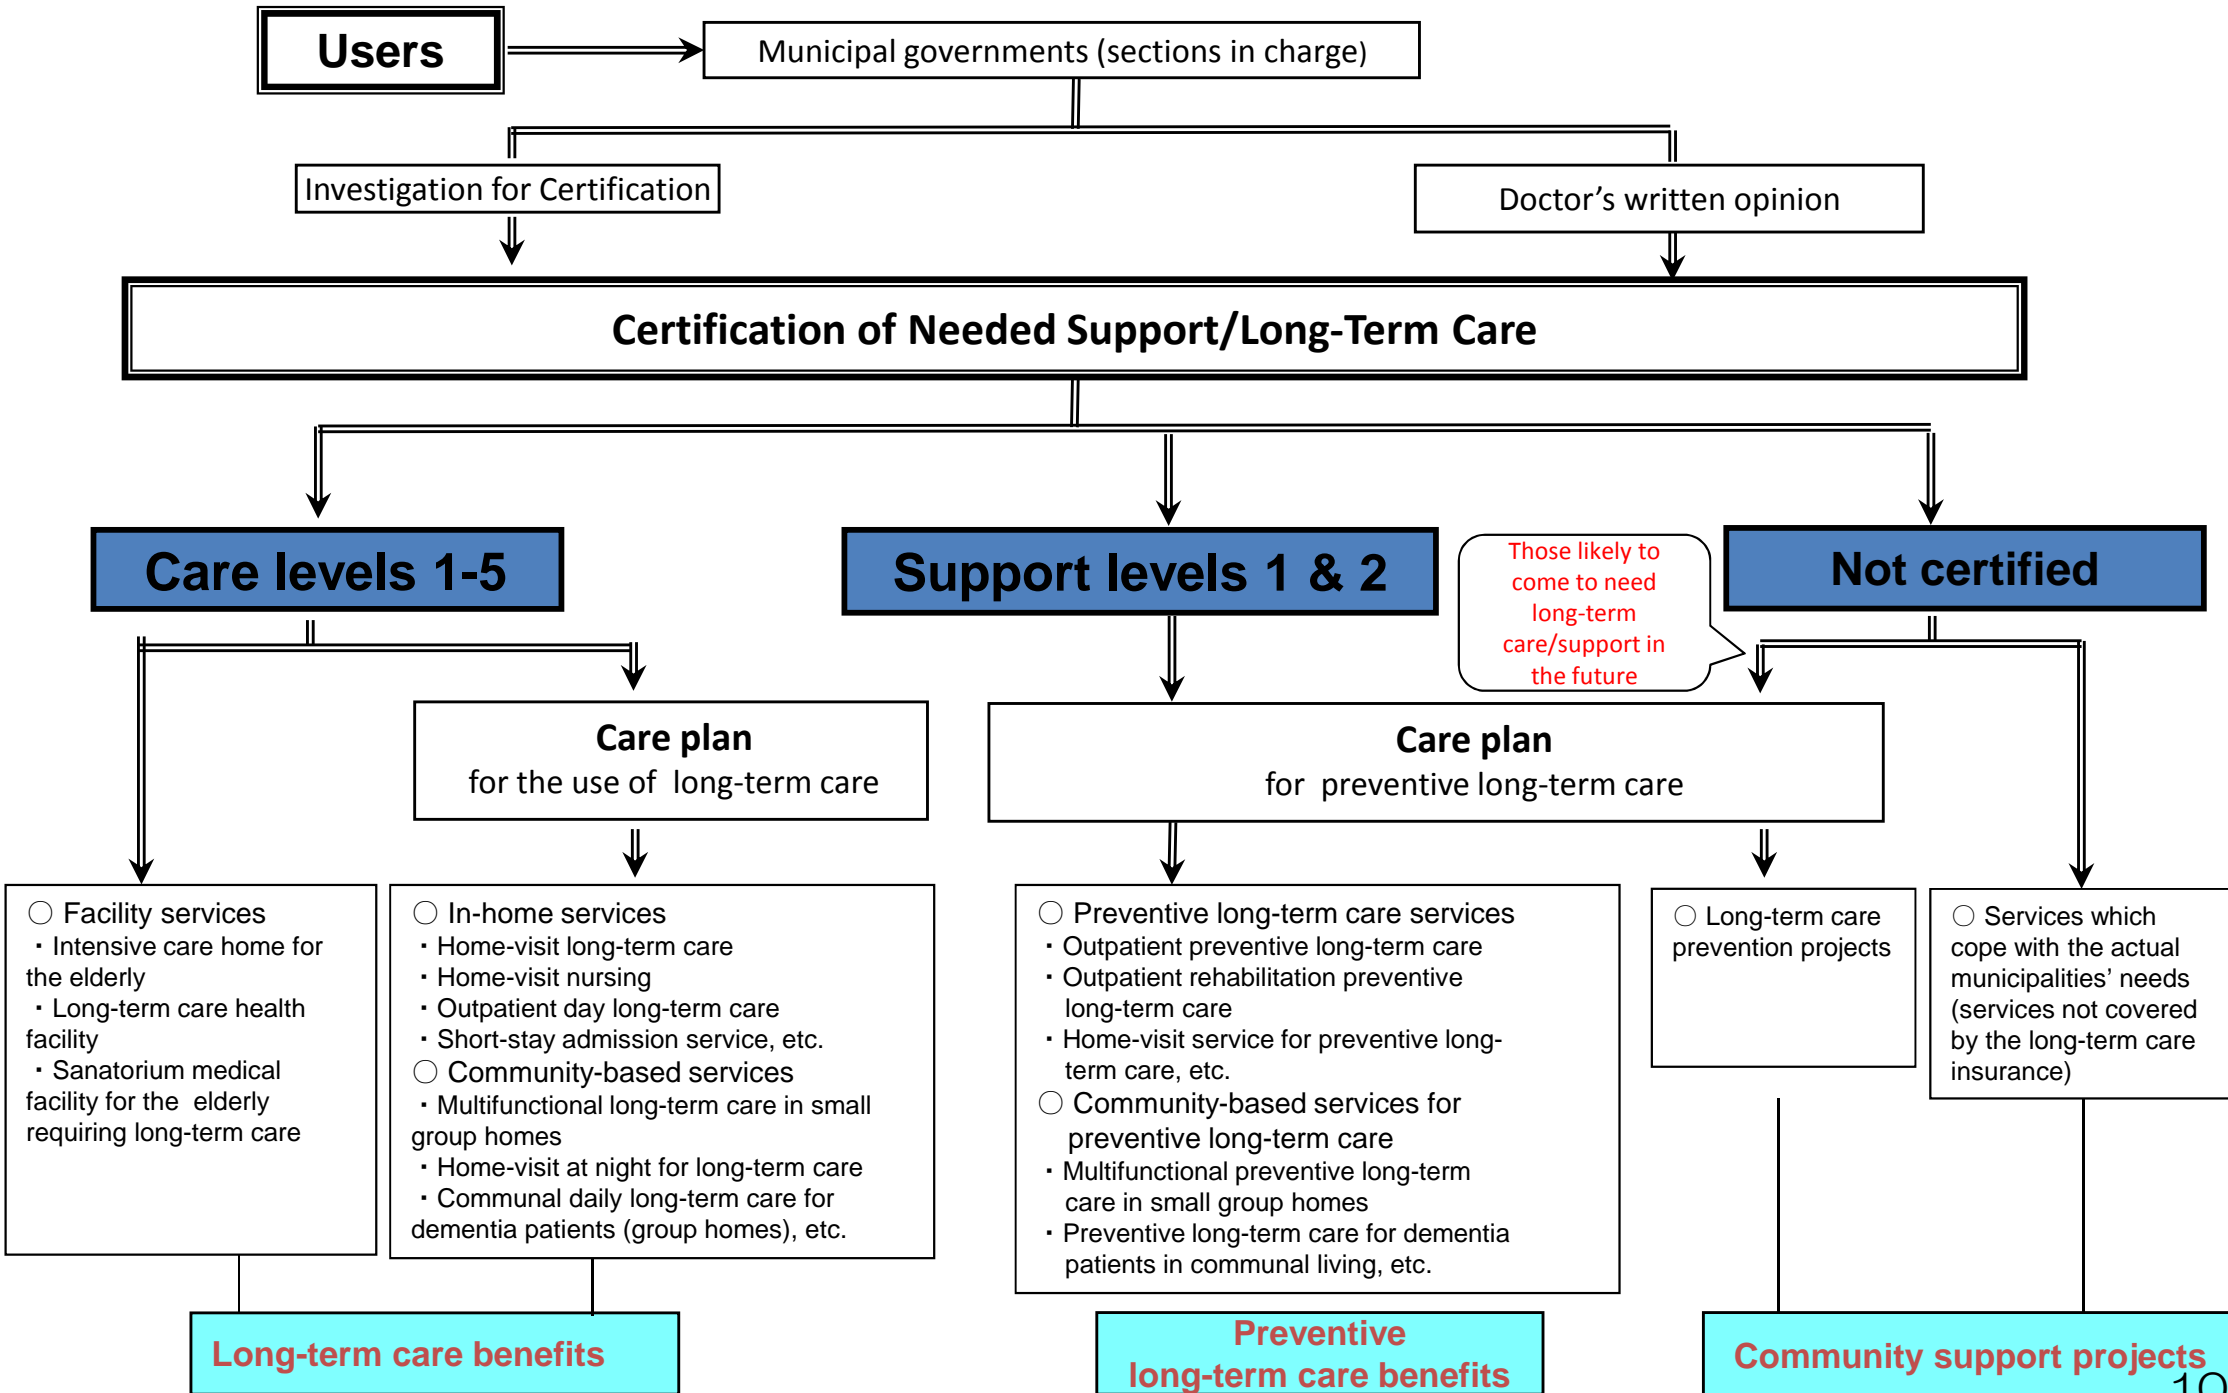 Users
Municipal governments (sections in charge)
Investigation for Certification
Doctor’s written opinion
Certification of Needed Support/Long-Term Care
Care levels 1-5
Support levels 1 & 2
Those likely to
come to need
long-term
care/support in
the future
Not certified
Care plan
for the use of  long-term care
Care plan
for  preventive long-term care
○ Facility services
・Intensive care home for
the elderly
・Long-term care health
facility
・Sanatorium medical
facility for the  elderly
requiring long-term care
○ In-home services
・Home-visit long-term care
・Home-visit nursing
・Outpatient day long-term care
・Short-stay admission service, etc.
○ Community-based services
・Multifunctional long-term care in small
group homes
・Home-visit at night for long-term care
・Communal daily long-term care for
dementia patients (group homes), etc.
○ Preventive long-term care services
・Outpatient preventive long-term care
・Outpatient rehabilitation preventive
long-term care
・Home-visit service for preventive long-
term care, etc.
○ Community-based services for
preventive long-term care
・Multifunctional preventive long-term
care in small group homes
・Preventive long-term care for dementia
patients in communal living, etc.
○ Long-term care
prevention projects
○ Services which
cope with the actual
municipalities’ needs
(services not covered
by the long-term care
insurance)
Long-term care benefits
Preventive
long-term care benefits
Community support projects